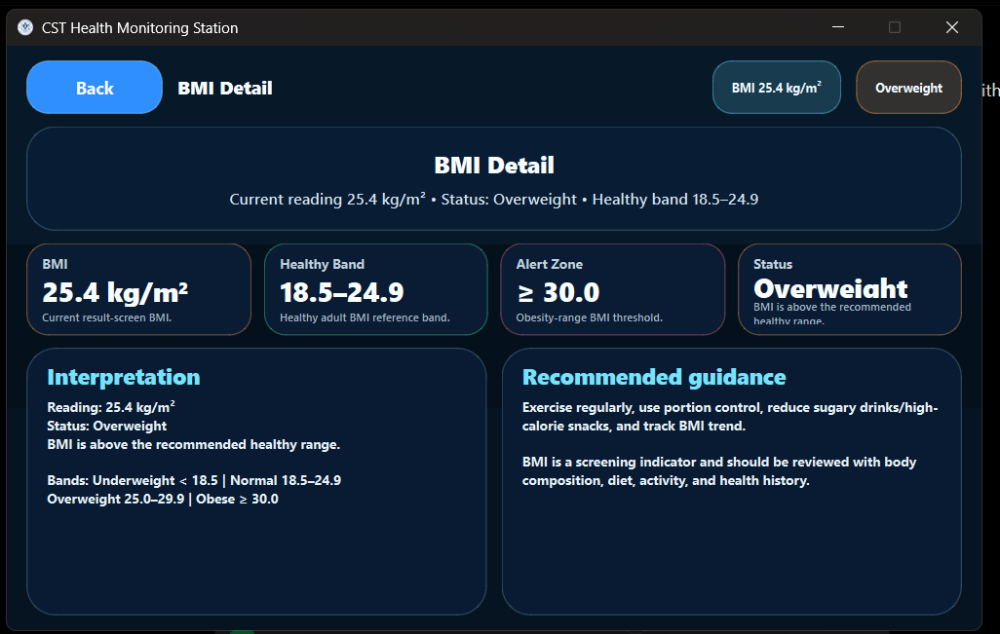 CST Health Monitoring Station
Back
BMI Detail
BMI 25.4 kg/m²
Overweight
ith
BMI Detail
Current reading 25.4 kg/m² • Status: Overweight • Healthy band 18.5–24.9
BMI
25.4 kg/m²
Current result-screen BMI.
Healthy Band
18.5–24.9
Healthy adult BMI reference band.
Alert Zone
≥ 30.0
Obesity-range BMI threshold.
Status
Overweight
BMI is above the recommended
healthy range.
Interpretation
Reading: 25.4 kg/m²
Status: Overweight
BMI is above the recommended healthy range.
Bands: Underweight < 18.5 | Normal 18.5–24.9
Overweight 25.0–29.9 | Obese ≥ 30.0
Recommended guidance
Exercise regularly, use portion control, reduce sugary drinks/high-
calorie snacks, and track BMI trend.
BMI is a screening indicator and should be reviewed with body
composition, diet, activity, and health history.